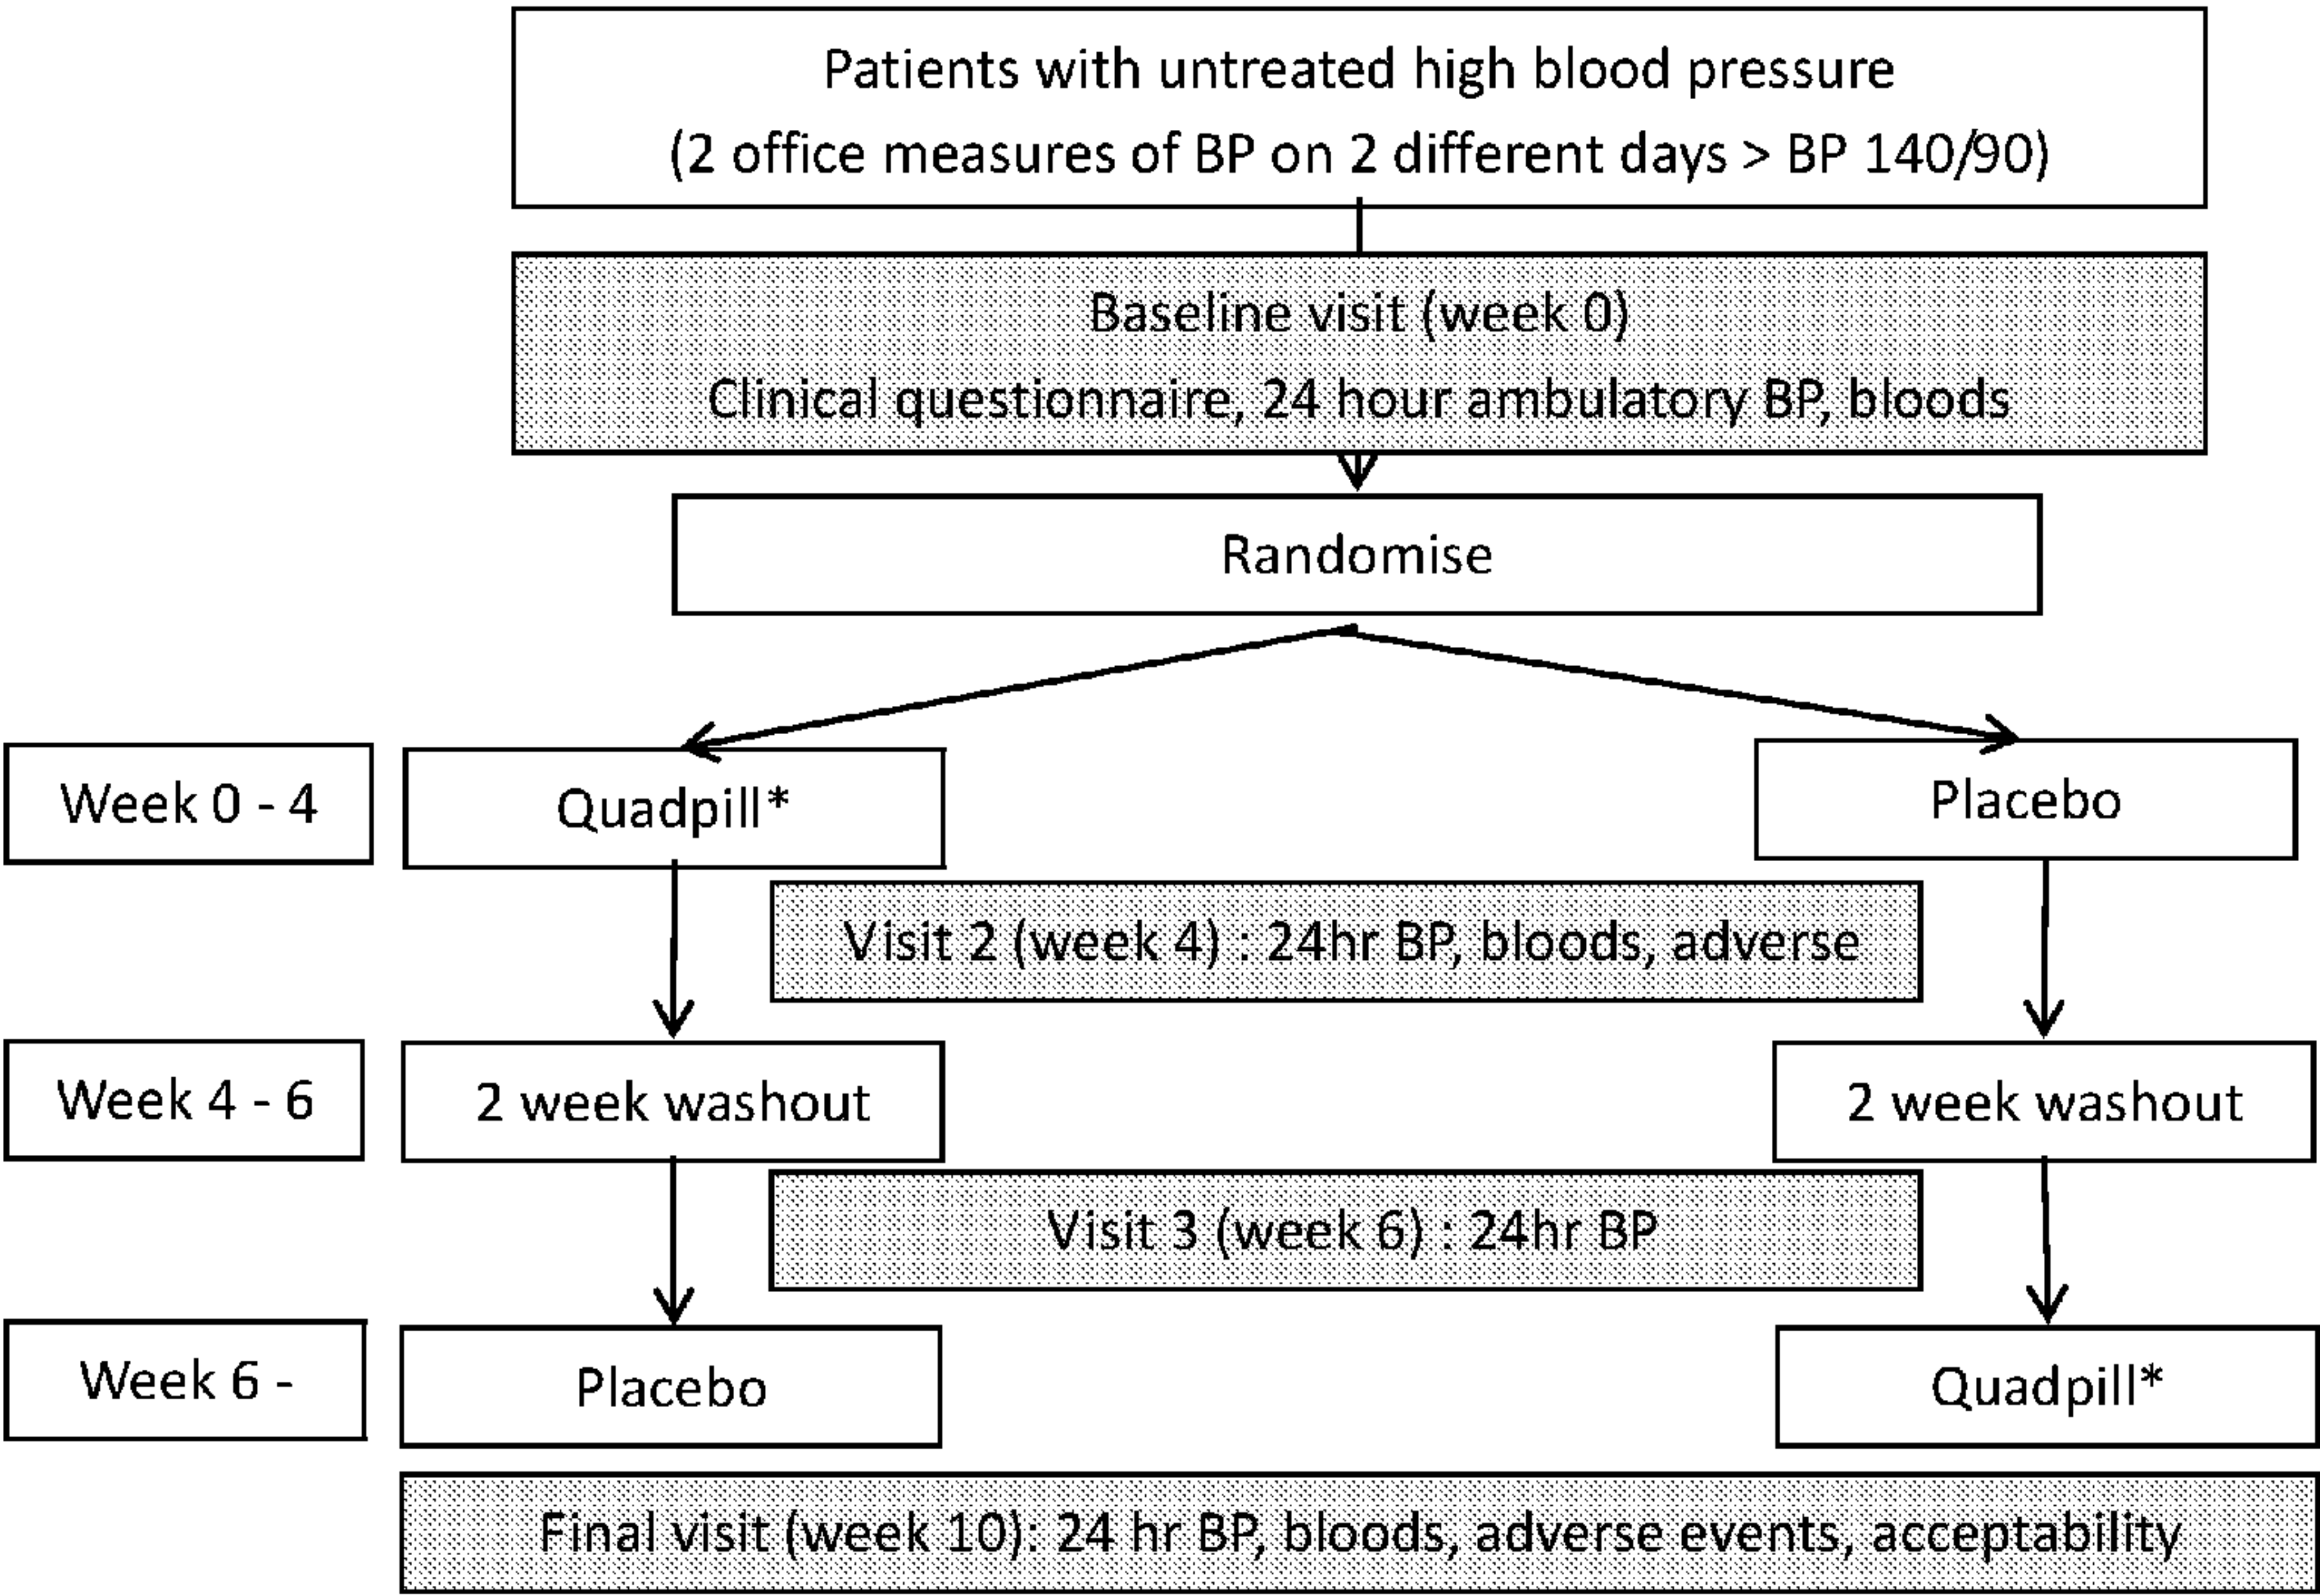 Patients with untreated high blood pressure
(2 office measures of BP on 2 different days > BP 140/90)
Baseline visit (week 0)
Clinical questionnaire, 24 hour ambulatory BP, bloods
Randomise
Week 0 - 4
Quadpill*
Placebo
Visit 2 (week 4) : 24hr BP, bloods, adverse
Week 4 - 6
2 week washout
2 week washout
Visit 3 (week 6) : 24hr BP
Week 6 -
Placebo
Quadpill*
Final visit (week 10): 24 hr BP, bloods, adverse events, acceptability